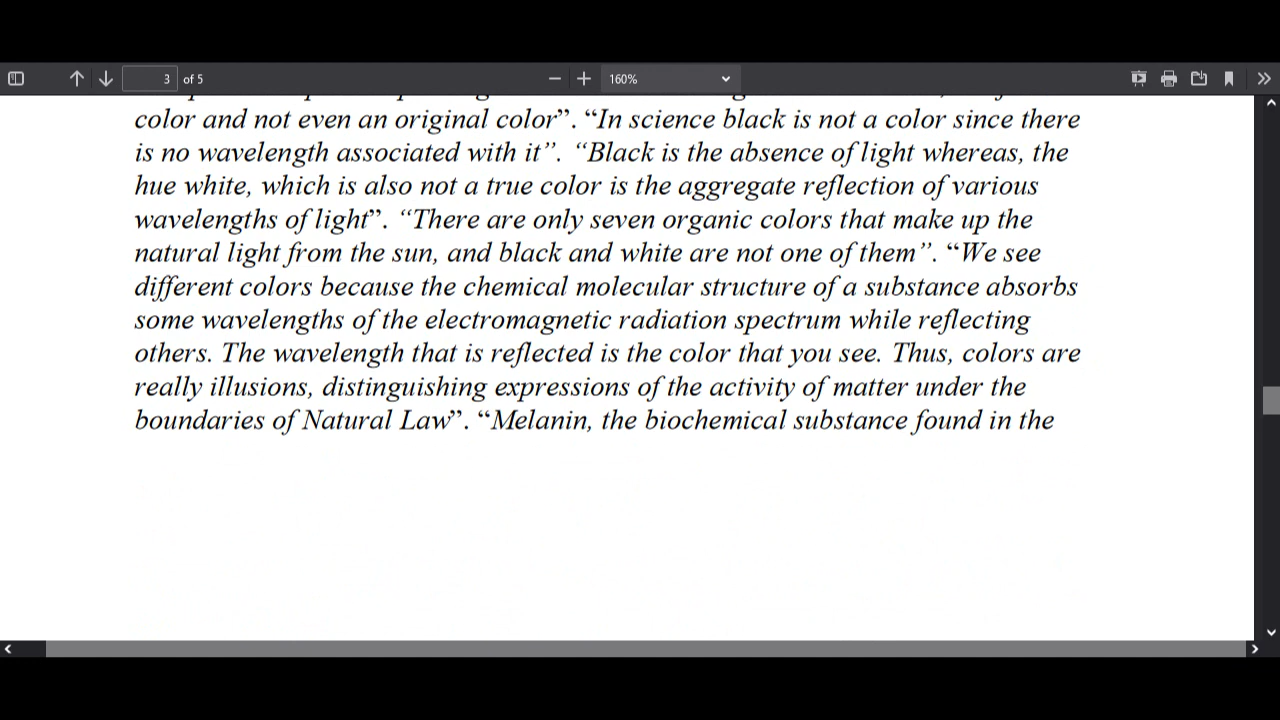 3 of 5
160%
color and not even an original color”. “In science black is not a color since there
is no wavelength associated with it”. “Black is the absence of light whereas, the
hue white, which is also not a true color is the aggregate reflection of various
wavelengths of light”. “There are only seven organic colors that make up the
natural light from the sun, and black and white are not one of them”. “We see
different colors because the chemical molecular structure of a substance absorbs
some wavelengths of the electromagnetic radiation spectrum while reflecting
others. The wavelength that is reflected is the color that you see. Thus, colors are
really illusions, distinguishing expressions of the activity of matter under the
boundaries of Natural Law”. “Melanin, the biochemical substance found in the